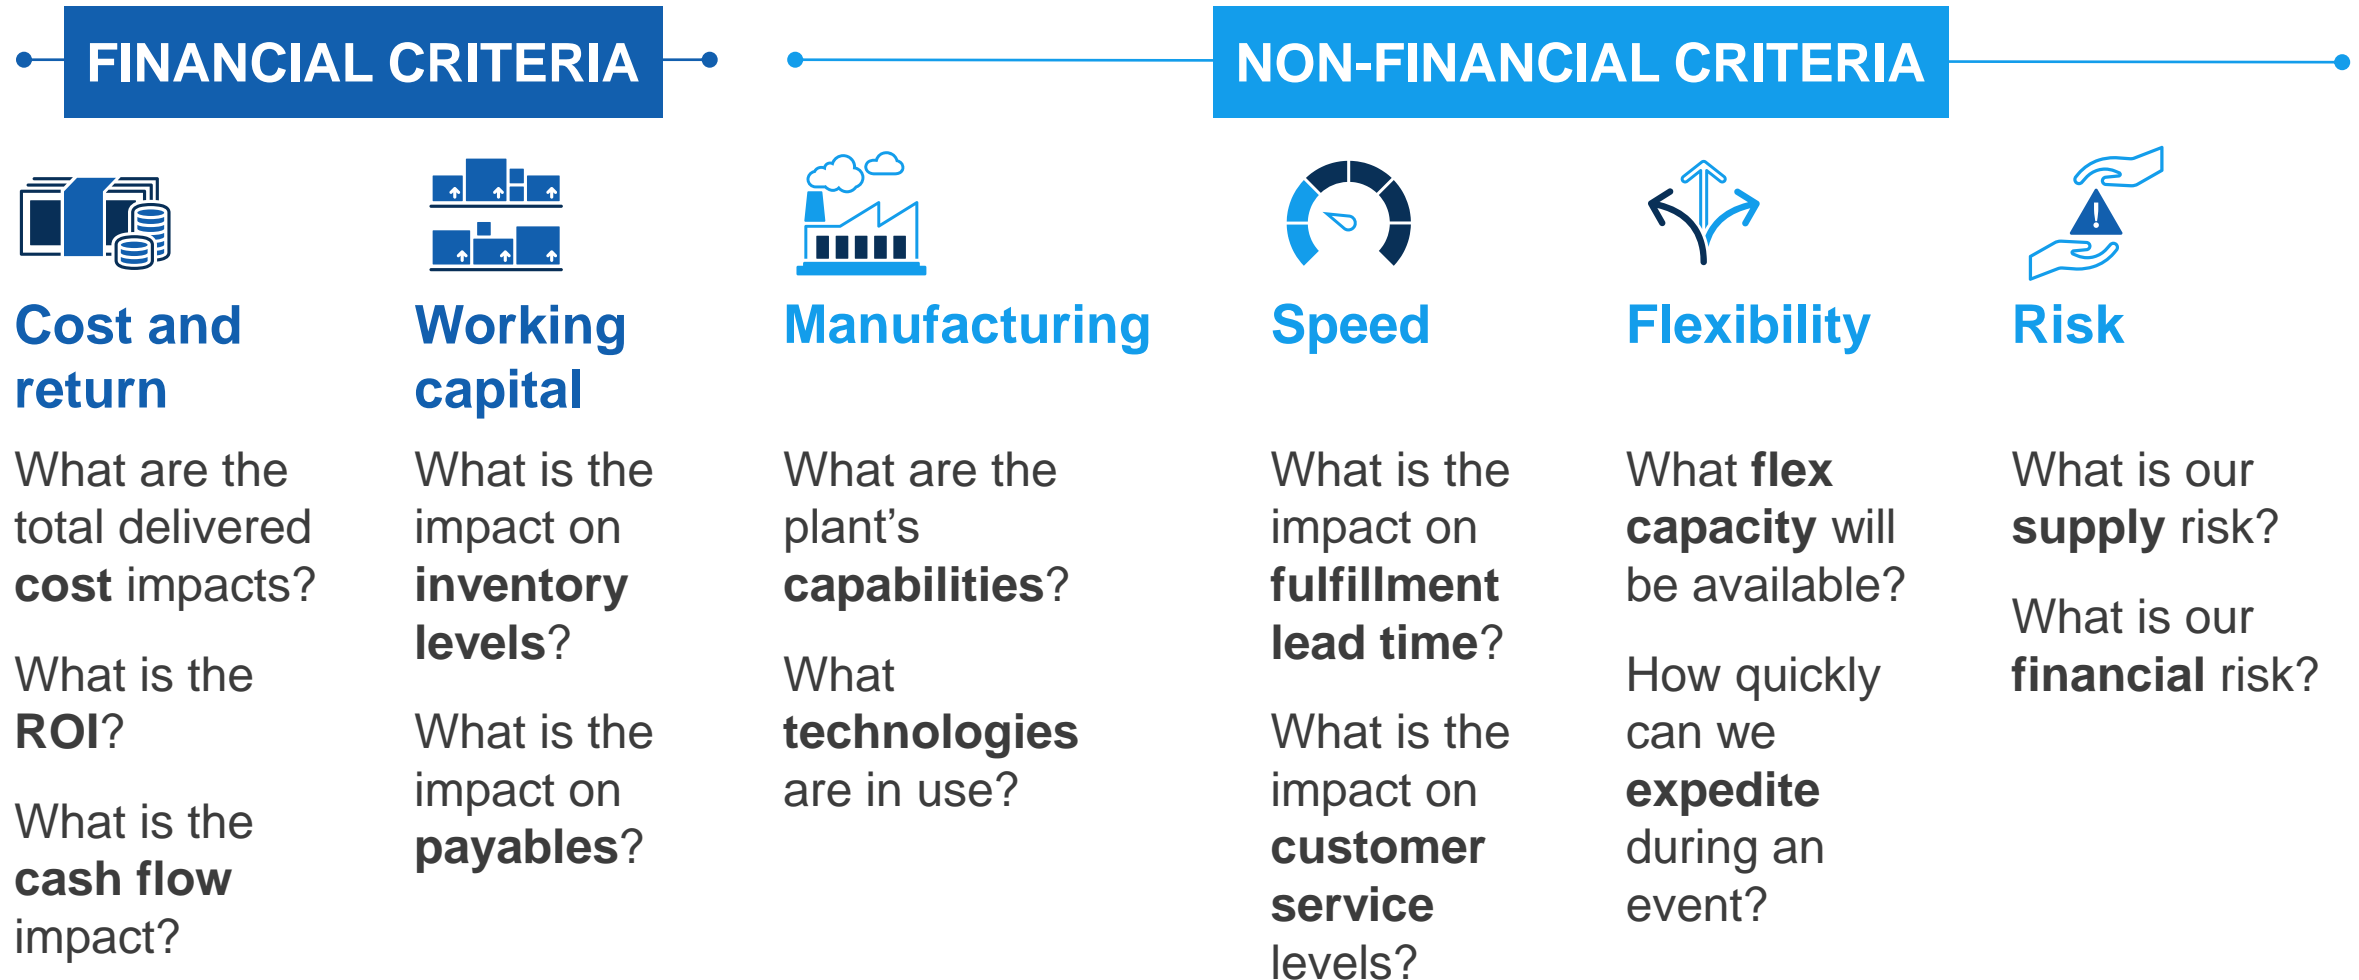 FINANCIAL CRITERIA
NON-FINANCIAL CRITERIA
Cost and
return
What are the
total delivered
cost impacts?
What is the
ROI?
What is the
cash flow
impact?
Working
capital
What is the
impact on
inventory
levels?
What is the
impact on
payables?
Manufacturing
What are the
plant’s
capabilities?
What
technologies
are in use?
Speed
What is the
impact on
fulfillment
lead time?
What is the
impact on
customer
service
levels?
Flexibility
What flex
capacity will
be available?
How quickly
can we
expedite
during an
event?
Risk
What is our
supply risk?
What is our
financial risk?